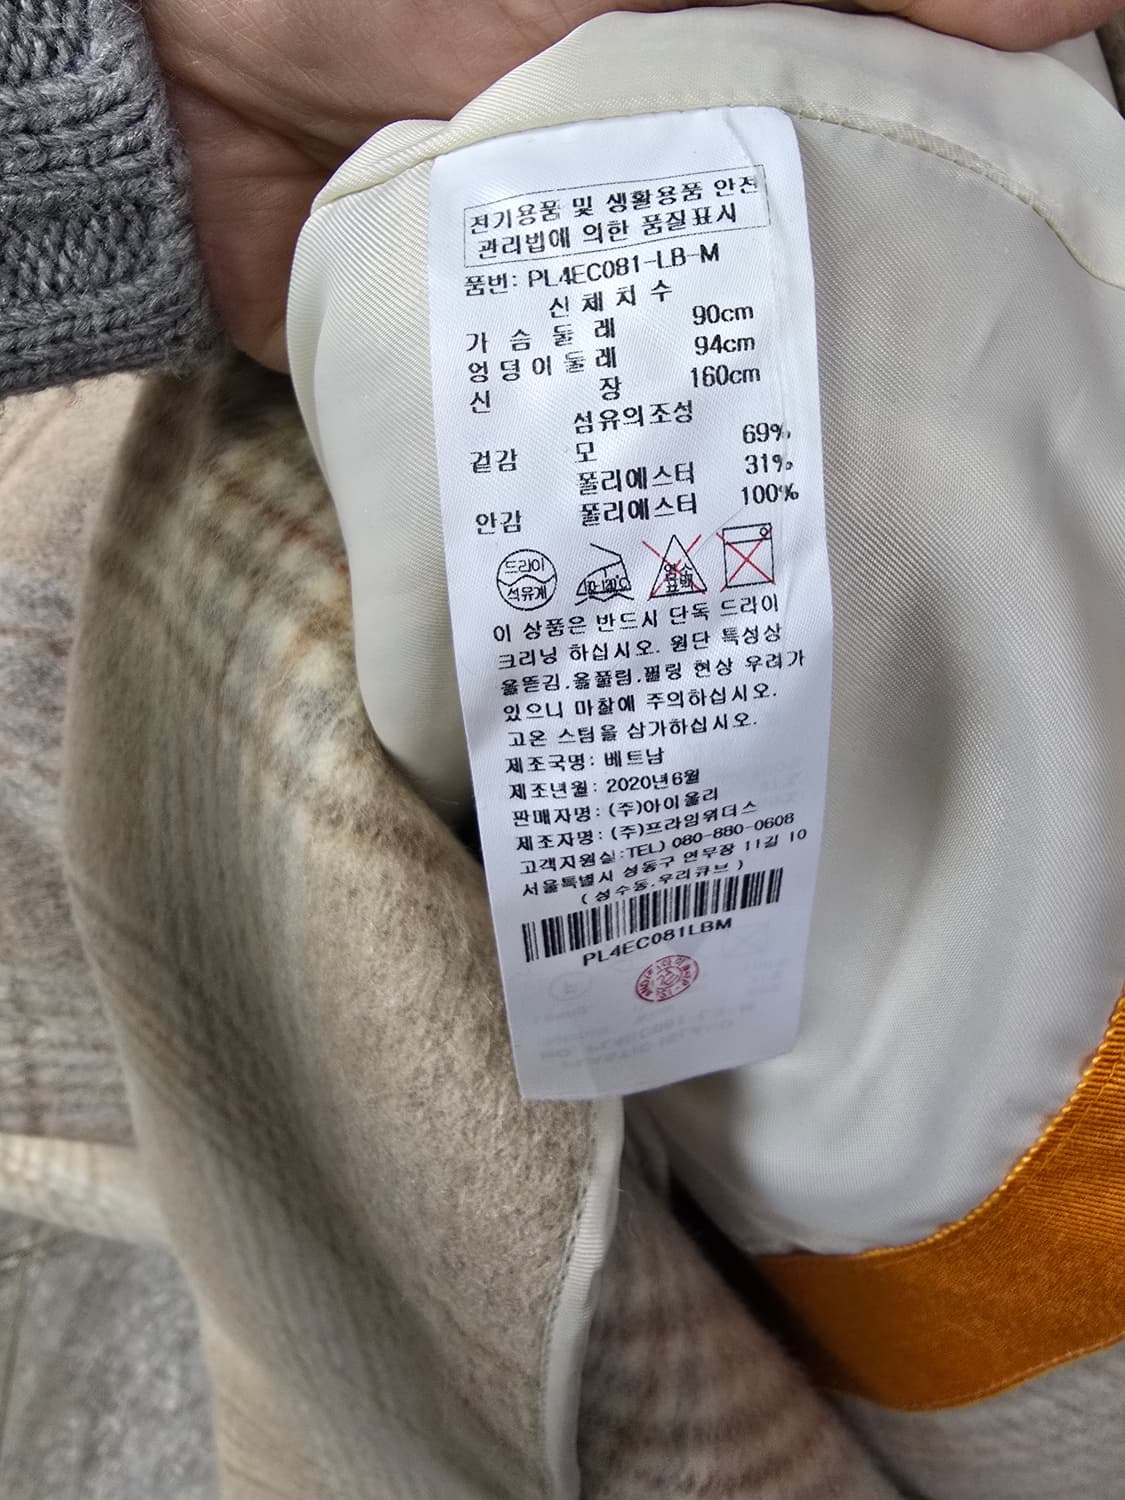 전기용품 및 생활용품 안전
관리법에 의한 품질표시
품번: PL4EC081-LB-M
신 체 치 수
가 슴 둘 레 90cm
엉 덩 이 둘 레 94cm
신 장 160cm
섬유의조성
겉감 모 69%
폴리에스터 31%
안감 폴리에스터 100%
드라이
석유계
염소
표백
이 상품은 반드시 단독 드라이
크리닝 하십시오. 원단 특성상
올뜯김.올풀림.필링 현상 우려가
있으니 마찰에 주의하십시오.
고온 스팀을 삼가하십시오.
제조국명: 베트남
제조년월: 2020년6월
판매자명: (주)아이올리
제조자명: (주)프라임위더스
고객지원실:TEL) 080-880-0608
서울특별시 성동구 연무장 11길 10
( 성수동.우리큐브 )
PL4EC081LBM